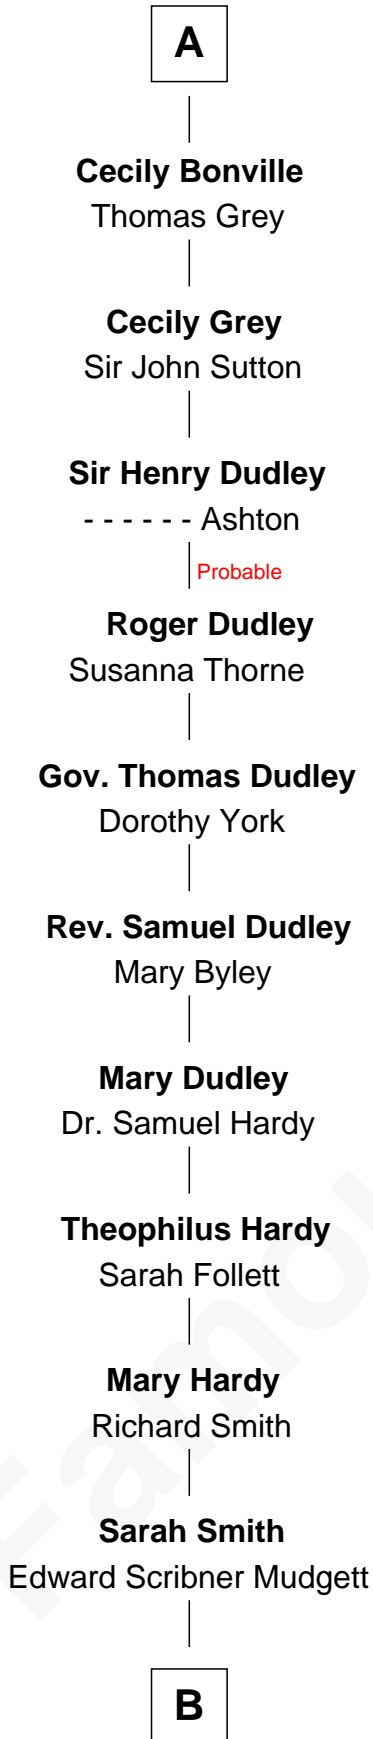 A
Cecily Bonville
Thomas Grey
Cecily Grey
Sir John Sutton
Sir Henry Dudley
- - - - - - Ashton
Probable
Roger Dudley
Susanna Thorne
Gov. Thomas Dudley
Dorothy York
Rev. Samuel Dudley
Mary Byley
Mary Dudley
Dr. Samuel Hardy
Theophilus Hardy
Sarah Follett
Mary Hardy
Richard Smith
Sarah Smith
Edward Scribner Mudgett
B